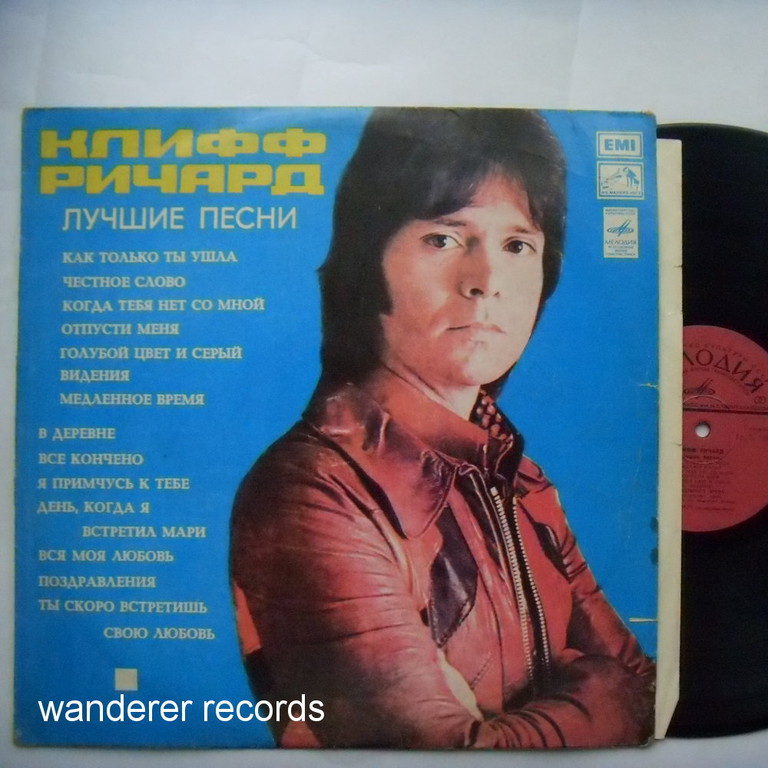 КЛИФФ
РИЧАРД
ЛУЧШИЕ ПЕСНИ
КАК ТОЛЬКО ТЫ УШЛА
ЧЕСТНОЕ СЛОВО
КОГДА ТЕБЯ НЕТ СО МНОЙ
ОТПУСТИ МЕНЯ
ГОЛУБОЙ ЦВЕТ И СЕРЫЙ
ВИДЕНИЯ
МЕДЛЕННОЕ ВРЕМЯ
В ДЕРЕВНЕ
ВСЕ КОНЧЕНО
Я ПРИМЧУСЬ К ТЕБЕ
ДЕНЬ, КОГДА Я
ВСТРЕТИЛ МАРИ
ВСЯ МОЯ ЛЮБОВЬ
ПОЗДРАВЛЕНИЯ
ТЫ СКОРО ВСТРЕТИШЬ
СВОЮ ЛЮБОВЬ
EMI
МЕЛОДИЯ
ЛОДИЯ
wanderer records